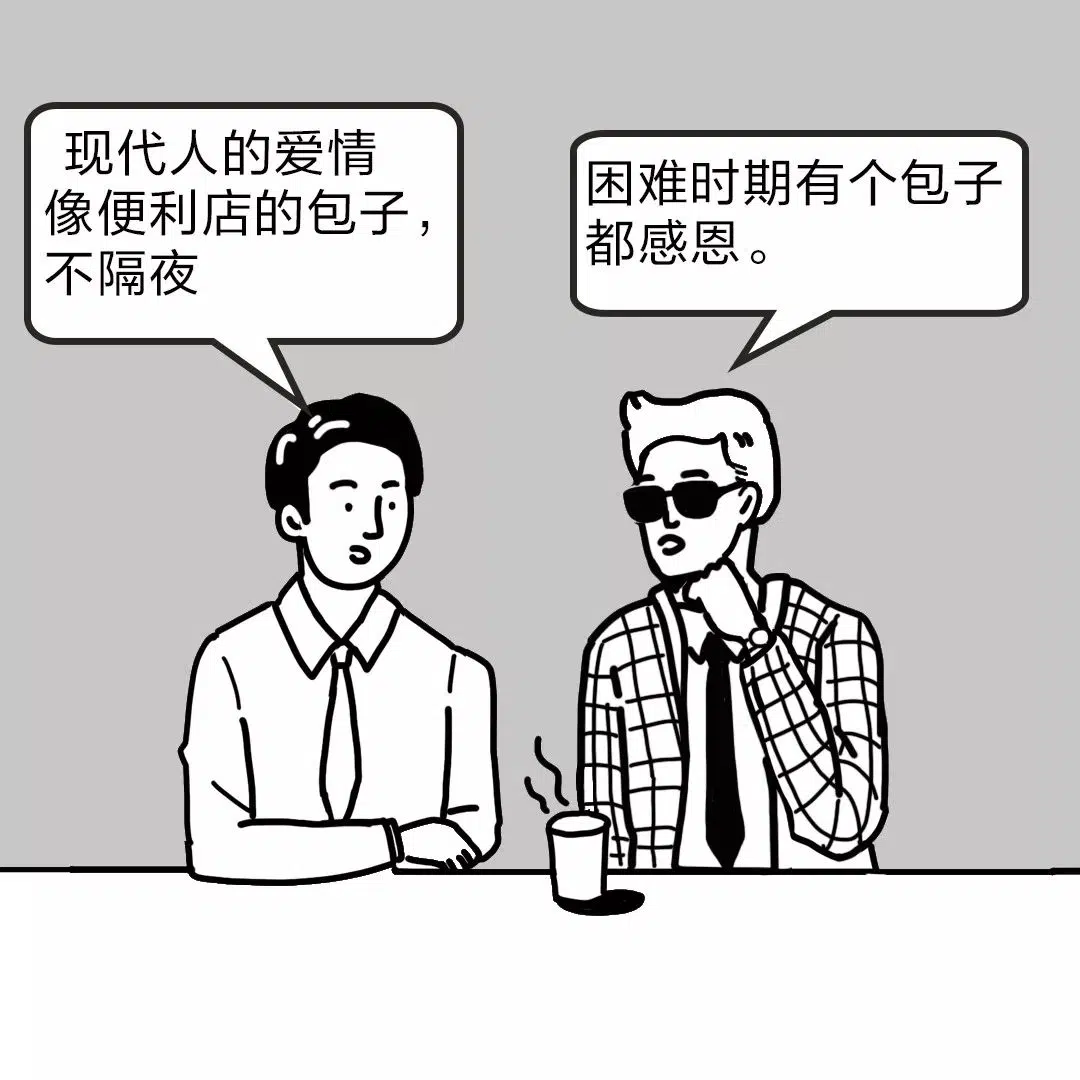 现代人的爱情
像便利店的包子，
不隔夜
困难时期有个包子
都感恩。